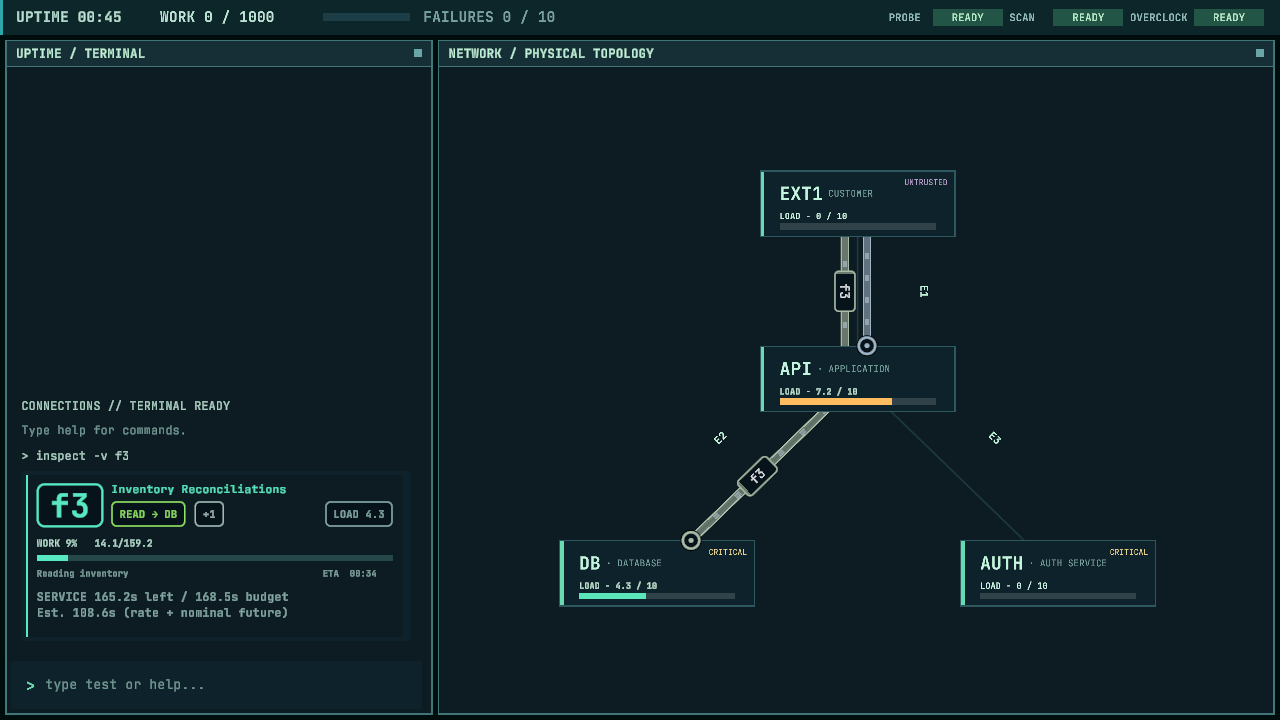 UPTIME 00:45 WORK 0 / 1000 FAILURES 0 / 10 PROBE READY SCAN READY OVERCLOCK READY
UPTIME / TERMINAL
NETWORK / PHYSICAL TOPOLOGY
EXT1 CUSTOMER UNTRUSTED
LOAD - 0 / 10
f3
E1
API · APPLICATION
LOAD - 7.2 / 10
E2
E3
f3
DB · DATABASE CRITICAL
LOAD - 4.3 / 10
AUTH · AUTH SERVICE CRITICAL
LOAD - 0 / 10
CONNECTIONS // TERMINAL READY
Type help for commands.
> inspect -v f3
f3 Inventory Reconciliations
READ → DB +1 LOAD 4.3
WORK 9% 14.1/159.2
Reading inventory ETA 00:34
SERVICE 165.2s left / 168.5s budget
Est. 108.6s (rate + nominal future)
> type test or help...